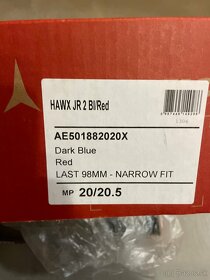 HAWX JR 2 Bl/Red
AE501882020X
Dark Blue
Red
LAST 98MM - NARROW FIT
MP 20/20.5